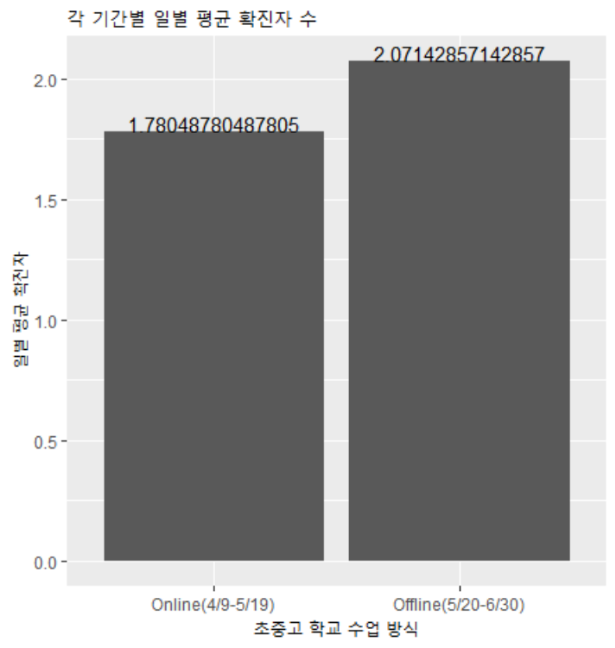 각 기간별 일별 평균 확진자 수
2.07142857142857
1.78048780487805
2.0
1.5
1.0
0.5
0.0
일별 평균 확진자
Online(4/9-5/19)
Offline(5/20-6/30)
초중고 학교 수업 방식